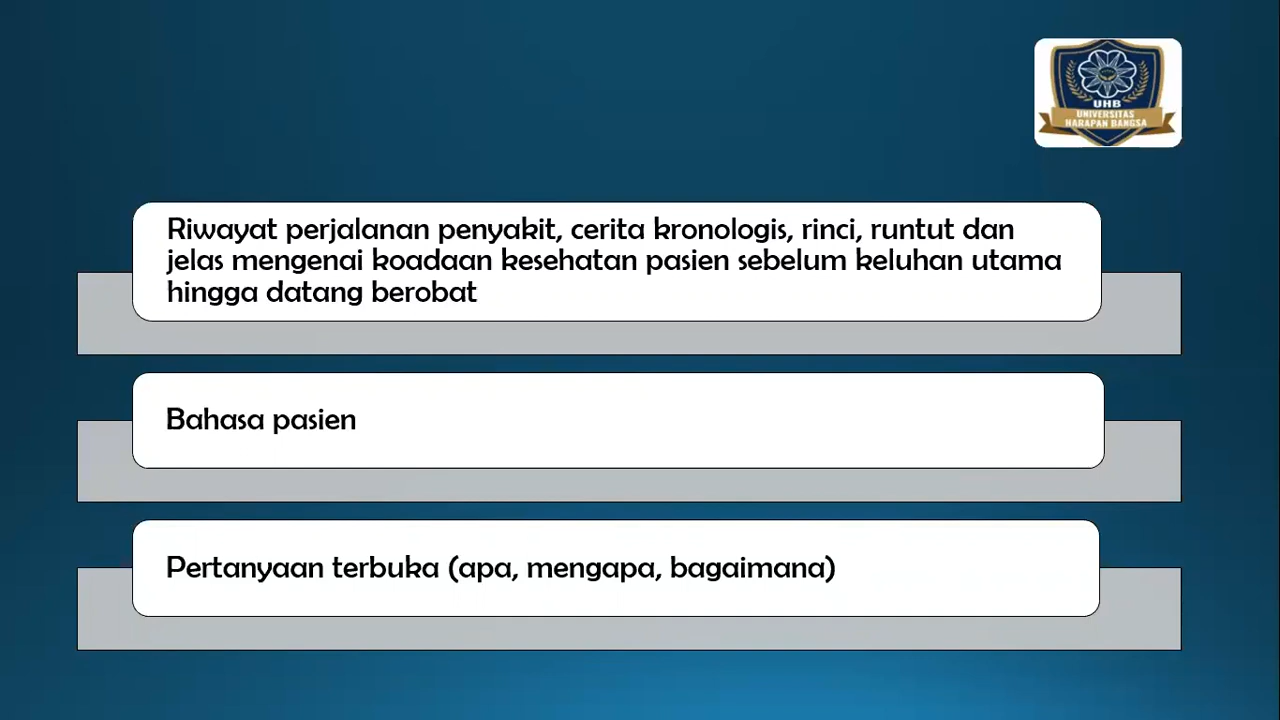 UHB
UNIVERSITAS
HARAPAN BANGSA
Riwayat perjalanan penyakit, cerita kronologis, rinci, runtut dan
jelas mengenai koadaan kesehatan pasien sebelum keluhan utama
hingga datang berobat
Bahasa pasien
Pertanyaan terbuka (apa, mengapa, bagaimana)